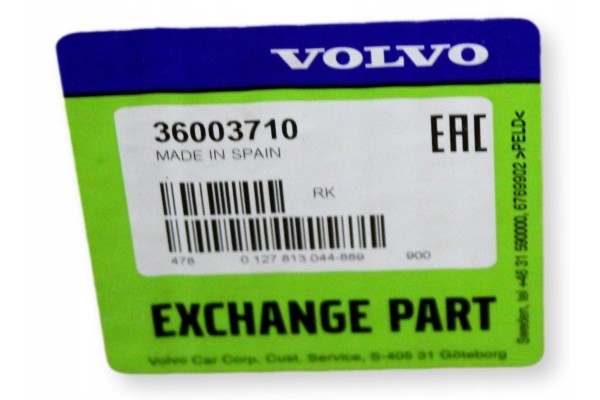 VOLVO
36003710
EAC
MADE IN SPAIN
RK
478 0 127 813 044-889 900
EXCHANGE PART
Volvo Car Corp. Cust. Service, S-405 31 Göteborg
Sweden, tel +46 31 590000, 6769902 >PELD<